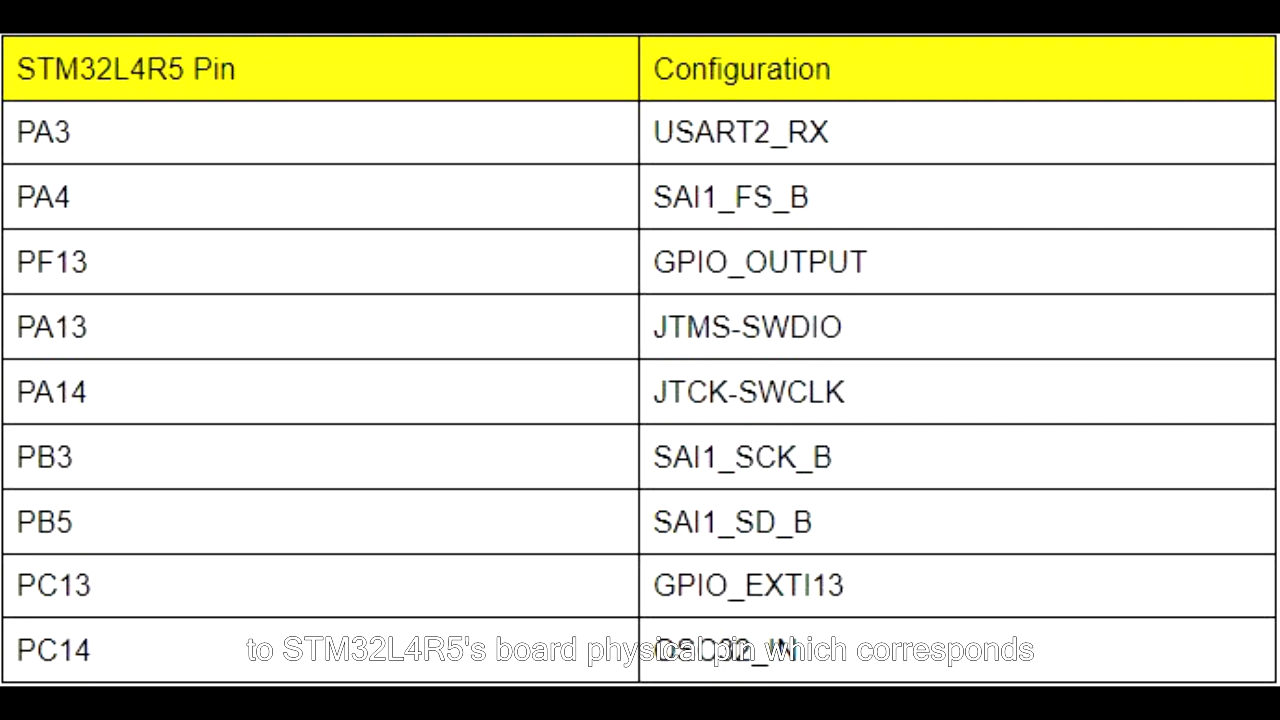 STM32L4R5 Pin Configuration
PA3 USART2_RX
PA4 SAI1_FS_B
PF13 GPIO_OUTPUT
PA13 JTMS-SWDIO
PA14 JTCK-SWCLK
PB3 SAI1_SCK_B
PB5 SAI1_SD_B
PC13 GPIO_EXTI13
PC14
to STM32L4R5's board physical pin which corresponds